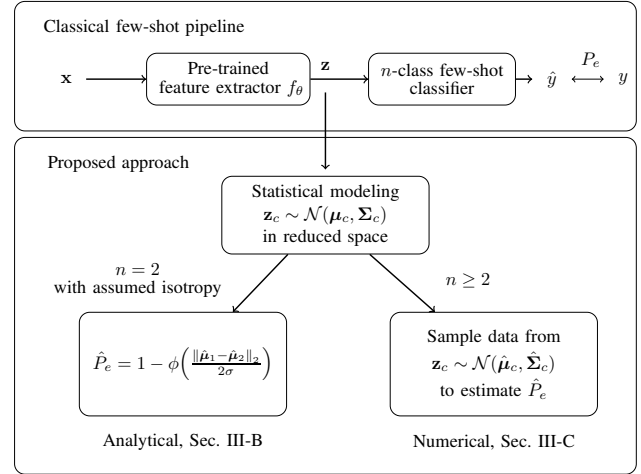 Classical few-shot pipeline
x
Pre-trained
feature extractor f_θ
z
n-class few-shot
classifier
ŷ
P_e
y
Proposed approach
Statistical modeling
z_c ∼ 𝒩(μ_c, Σ_c)
in reduced space
n = 2
with assumed isotropy
n ≥ 2
P̂_e = 1 − ϕ(‖μ̂_1−μ̂_2‖_2 / 2σ)
Sample data from
z_c ∼ 𝒩(μ̂_c, Σ̂_c)
to estimate P̂_e
Analytical, Sec. III-B
Numerical, Sec. III-C